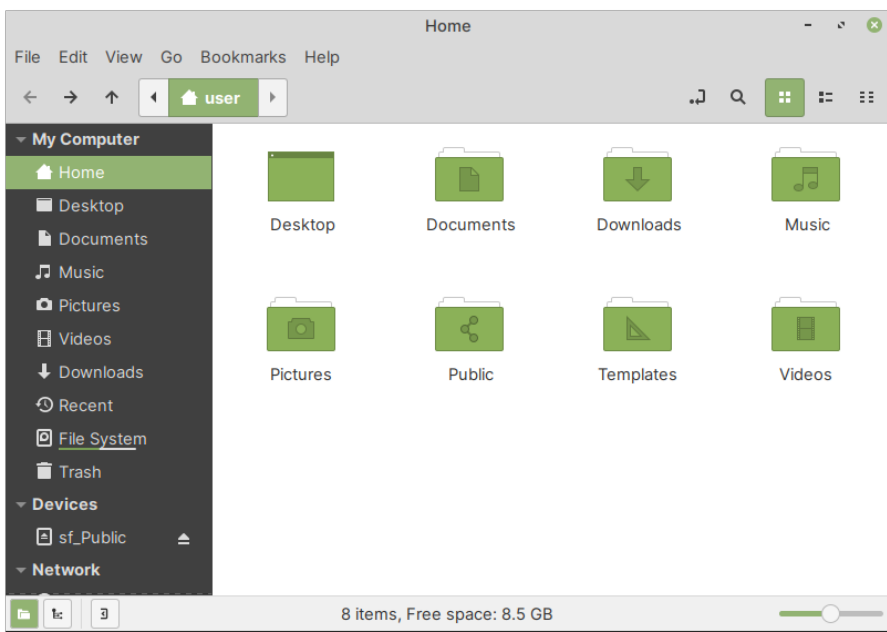 Home
File Edit View Go Bookmarks Help
user
My Computer
Home
Desktop
Documents
Music
Pictures
Videos
Downloads
Recent
File System
Trash
Devices
sf_Public
Network
Desktop Documents Downloads Music
Pictures Public Templates Videos
8 items, Free space: 8.5 GB